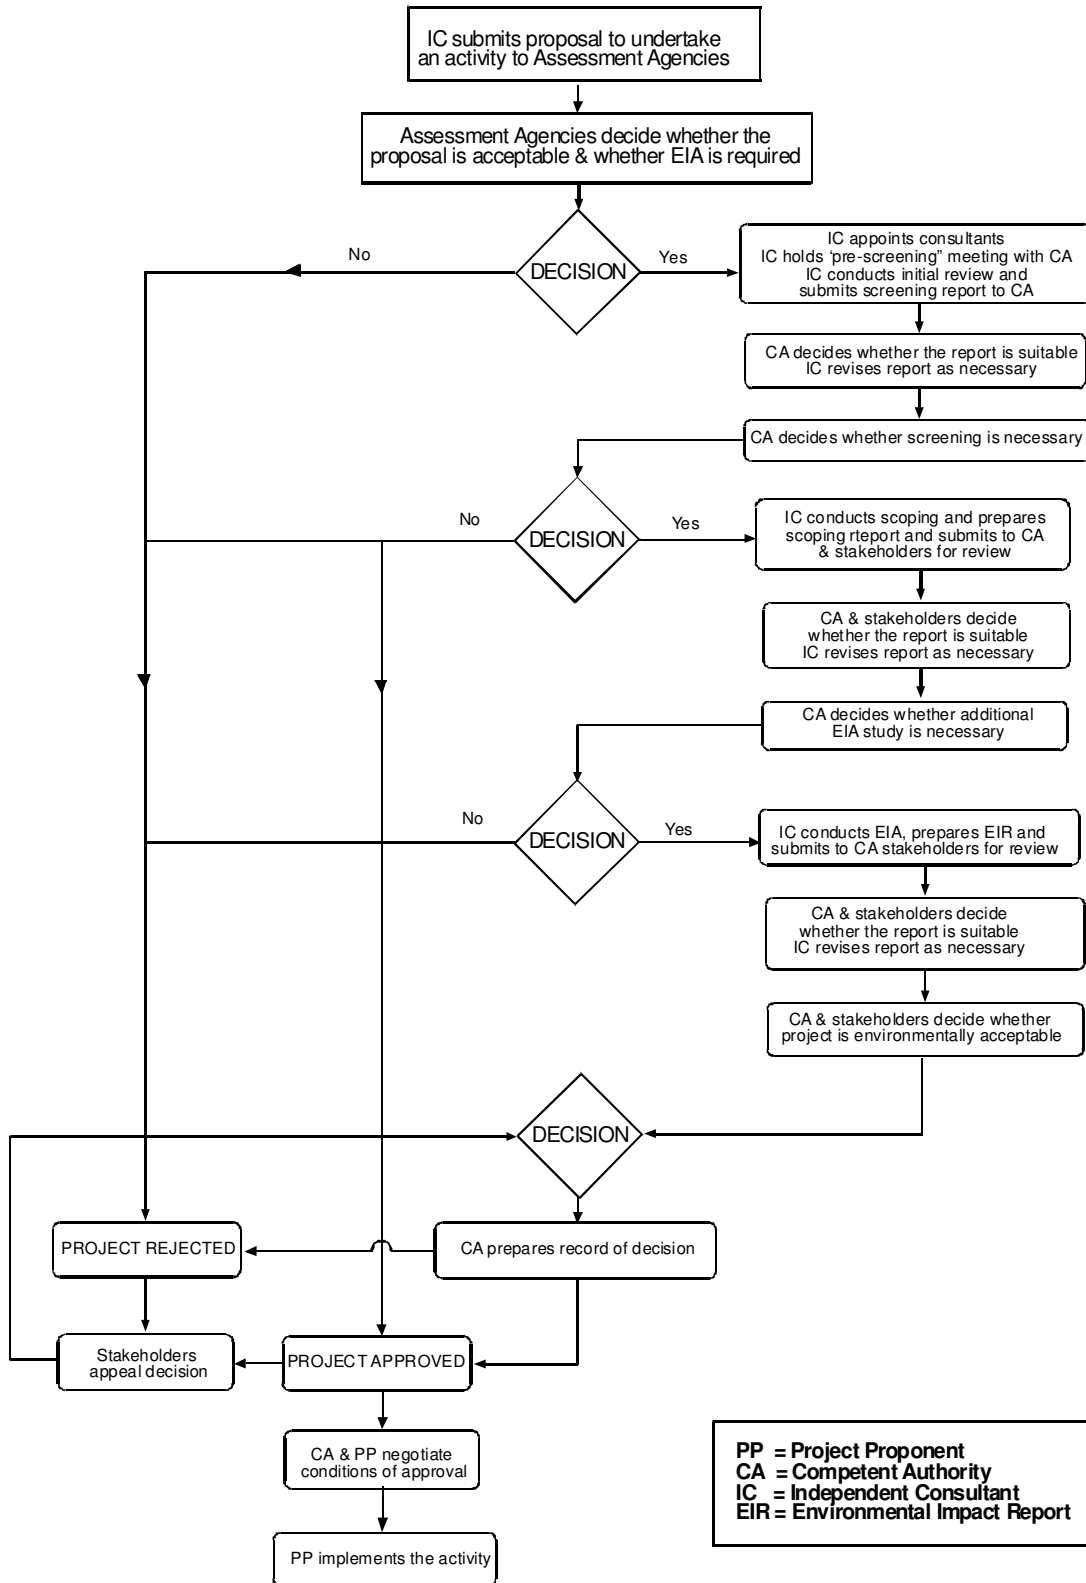 IC submits proposal to undertake
an activity to Assessment Agencies
Assessment Agencies decide whether the
proposal is acceptable & whether EIA is required
No
DECISION
Yes
IC appoints consultants
IC holds ‘pre-screening” meeting with CA
IC conducts initial review and
submits screening report to CA
CA decides whether the report is suitable
IC revises report as necessary
CA decides whether screening is necessary
No
DECISION
Yes
IC conducts scoping and prepares
scoping rteport and submits to CA
& stakeholders for review
CA & stakeholders decide
whether the report is suitable
IC revises report as necessary
CA decides whether additional
EIA study is necessary
No
DECISION
Yes
IC conducts EIA, prepares EIR and
submits to CA stakeholders for review
CA & stakeholders decide
whether the report is suitable
IC revises report as necessary
CA & stakeholders decide whether
project is environmentally acceptable
DECISION
PROJECT REJECTED
CA prepares record of decision
Stakeholders
appeal decision
PROJECT APPROVED
CA & PP negotiate
conditions of approval
PP implements the activity
PP = Project Proponent
CA = Competent Authority
IC = Independent Consultant
EIR = Environmental Impact Report